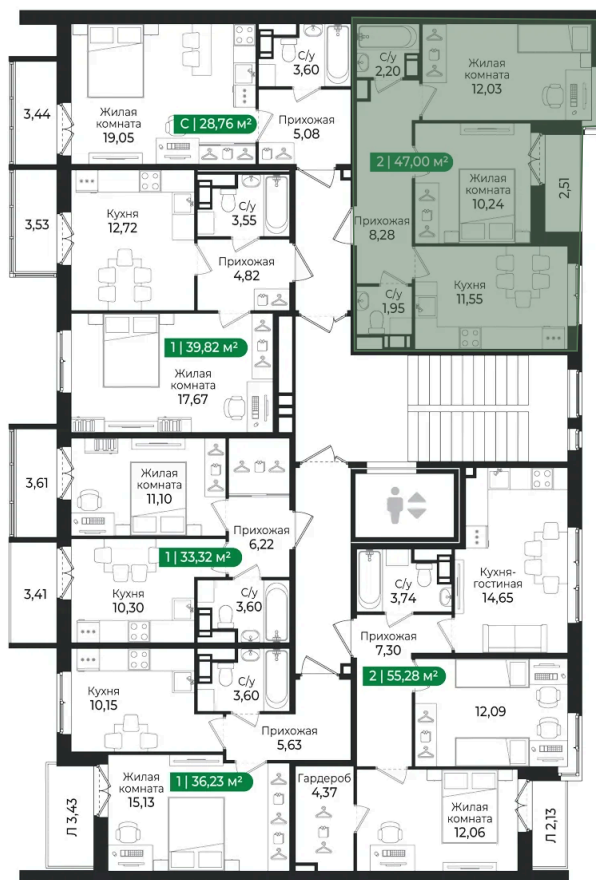 С/у
3,60
С/у
2,20
Жилая
комната
12,03
3,44
Жилая
комната
19,05
С | 28,76 м²
Прихожая
5,08
2 | 47,00 м²
Жилая
комната
10,24
2,51
3,53
Кухня
12,72
С/у
3,55
Прихожая
4,82
Прихожая
8,28
С/у
1,95
11,55
1 | 39,82 м²
Жилая
комната
17,67
3,61
Жилая
комната
11,10
Прихожая
6,22
1 | 33,32 м²
3,41
Кухня
10,30
С/у
3,60
С/у
3,74
Кухня-
гостиная
14,65
Прихожая
7,30
2 | 55,28 м²
12,09
Кухня
10,15
С/у
3,60
Прихожая
5,63
1 | 36,23 м²
Жилая
комната
15,13
Л 3,43
Гардероб
4,37
Жилая
комната
12,06
Л 2,13
Кухня